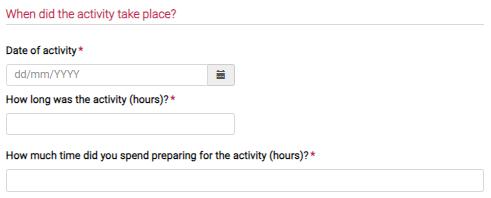 When did the activity take place?
Date of activity*
dd/mm/YYYY
How long was the activity (hours)?*
How much time did you spend preparing for the activity (hours)?*